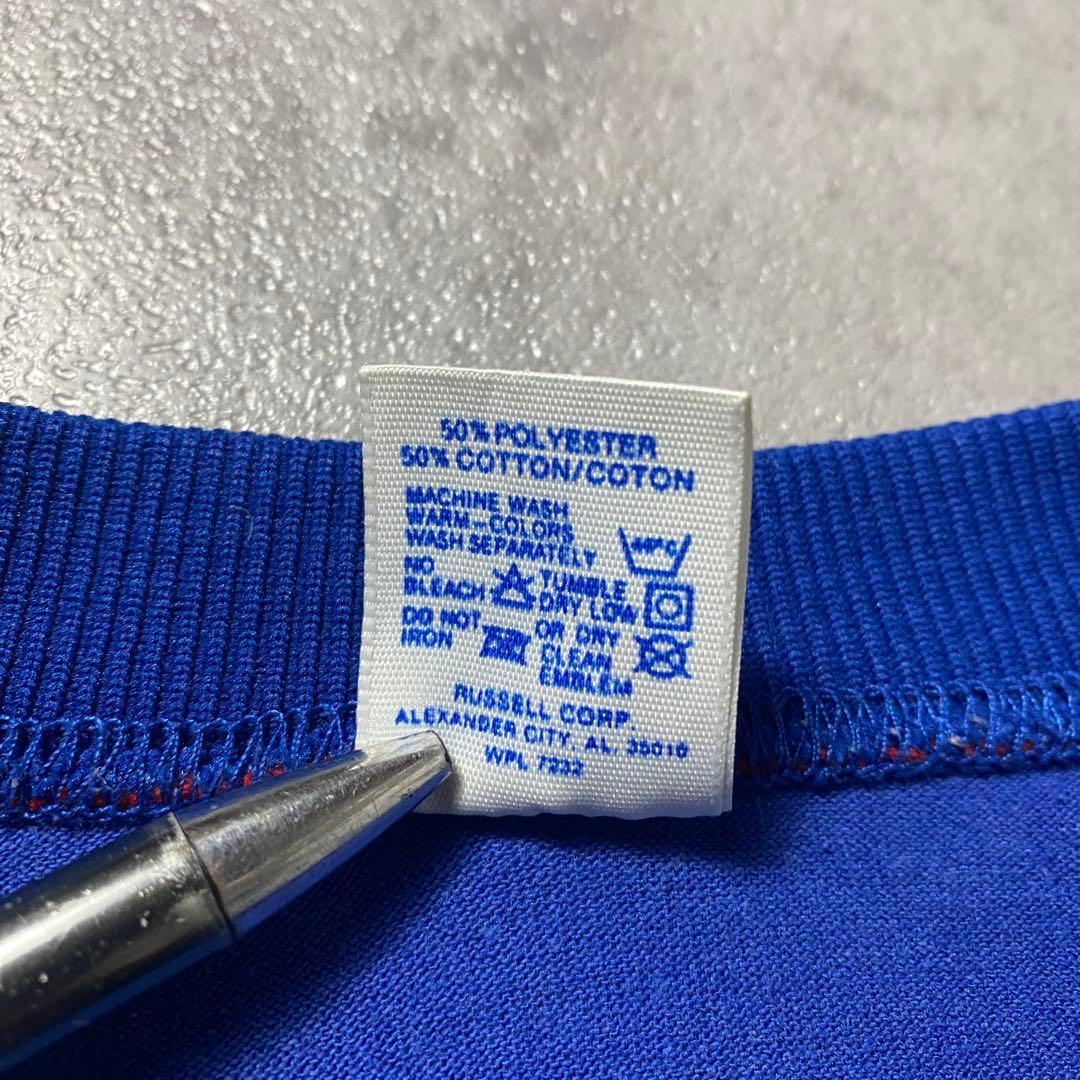 50% POLYESTER
50% COTTON/COTON
MACHINE WASH
WARM-COLORS
WASH SEPARATELY
40°C
NO
BLEACH
TUMBLE
DRY LOW
DO NOT
IRON
OR DRY
CLEAN
EMBLEM
RUSSELL CORP.
ALEXANDER CITY, AL. 35010
WPL 7232